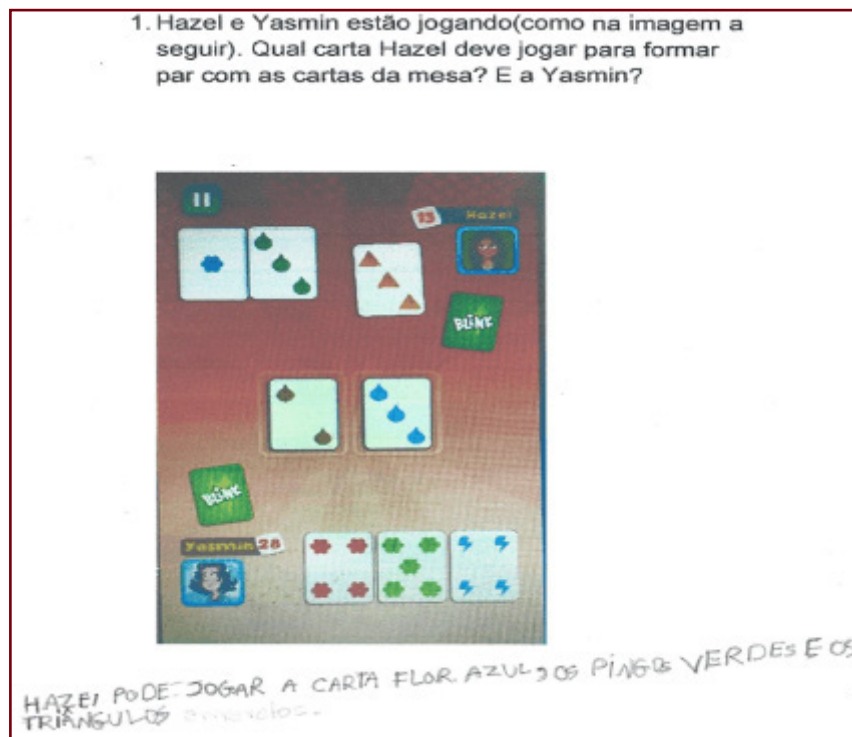 1. Hazel e Yasmin estão jogando(como na imagem a
seguir). Qual carta Hazel deve jogar para formar
par com as cartas da mesa? E a Yasmin?
13 Hazel
BLINK
BLINK
Yasmin 28
HAZEl PODE JOGAR A CARTA FLOR AZUL, OS PINGOS VERDES E OS
TRIÂNGULOS